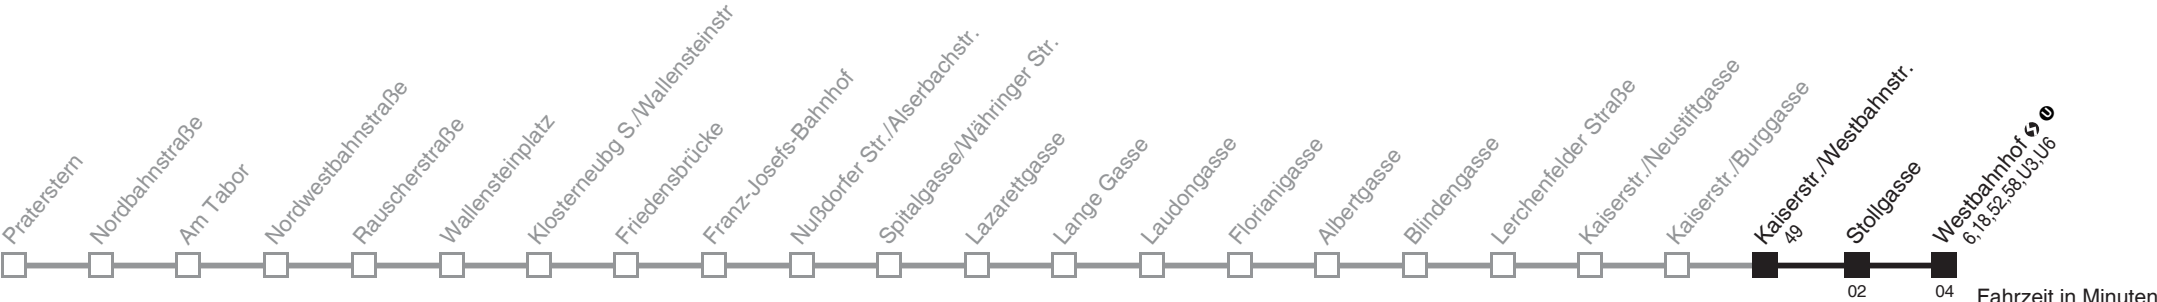 Praterstern
Nordbahnstraße
Am Tabor
Nordwestbahnstraße
Rauscherstraße
Wallensteinplatz
Klosterneubg S./Wallensteinstr
Friedensbrücke
Franz-Josefs-Bahnhof
Nußdorfer Str./Alserbachstr.
Spitalgasse/Währinger Str.
Lazarettgasse
Lange Gasse
Laudongasse
Florianigasse
Albertgasse
Blindengasse
Lerchenfelder Straße
Kaiserstr./Neustiftgasse
Kaiserstr./Burggasse
Kaiserstr./Westbahnstr.
49
Stollgasse
Westbahnhof S U
6,18,52,58,U3,U6
02
04
Fahrzeit in Minuten